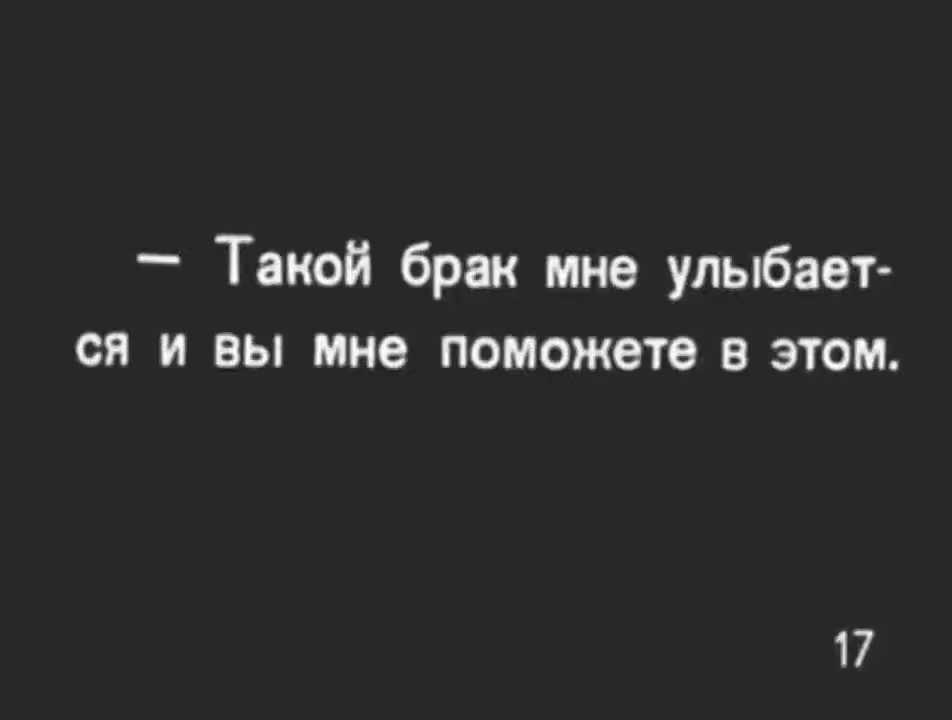 — Такой брак мне улыбает-
ся и вы мне поможете в этом.
17